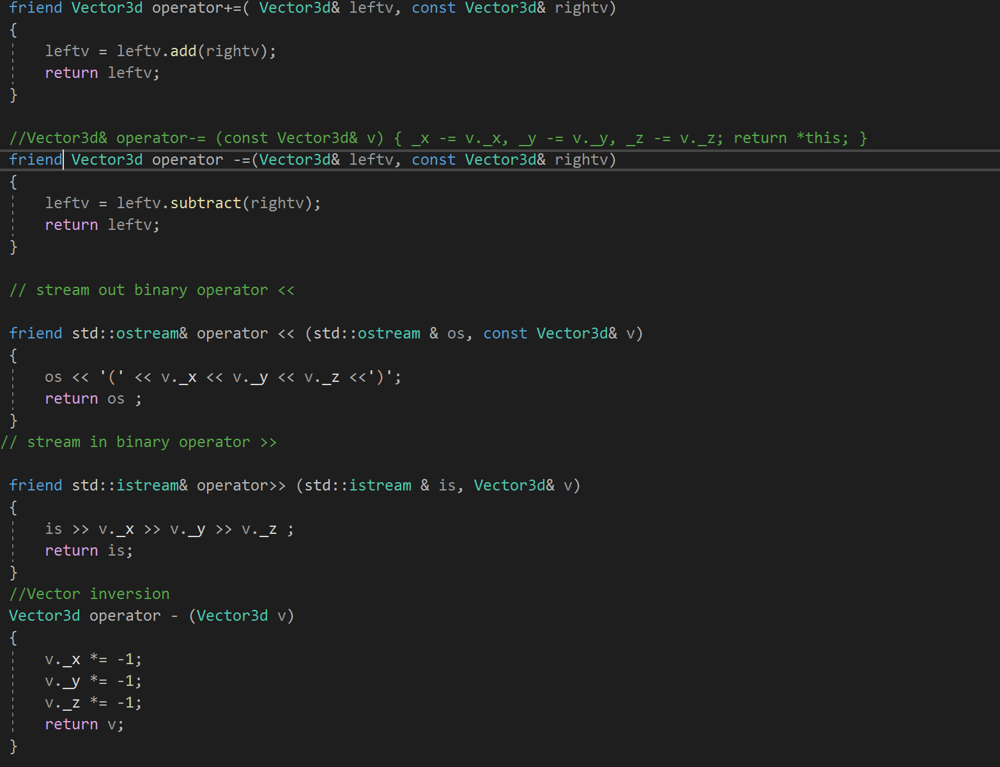 friend Vector3d operator+=( Vector3d& leftv, const Vector3d& rightv)
{
leftv = leftv.add(rightv);
return leftv;
}
//Vector3d& operator-= (const Vector3d& v) { _x -= v._x, _y -= v._y, _z -= v._z; return *this; }
friend Vector3d operator -=(Vector3d& leftv, const Vector3d& rightv)
{
leftv = leftv.subtract(rightv);
return leftv;
}
// stream out binary operator <<
friend std::ostream& operator << (std::ostream & os, const Vector3d& v)
{
os << '(' << v._x << v._y << v._z <<')';
return os ;
}
// stream in binary operator >>
friend std::istream& operator>> (std::istream & is, Vector3d& v)
{
is >> v._x >> v._y >> v._z ;
return is;
}
//Vector inversion
Vector3d operator - (Vector3d v)
{
v._x *= -1;
v._y *= -1;
v._z *= -1;
return v;
}